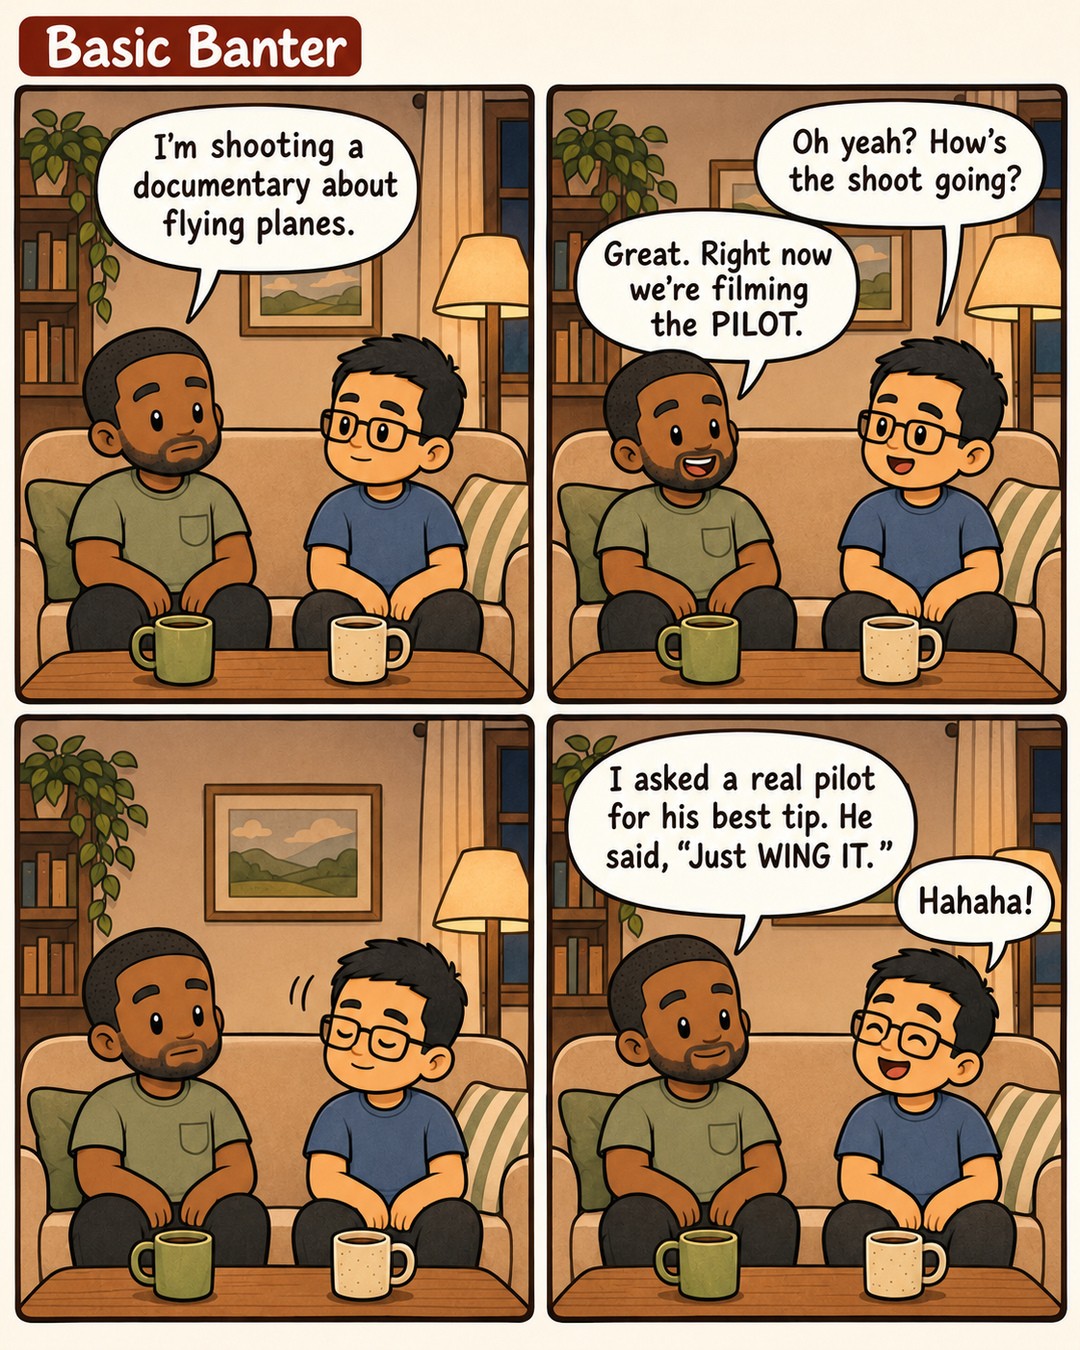 Basic Banter
I'm shooting a
documentary about
flying planes.
Oh yeah? How's
the shoot going?
Great. Right now
we're filming
the PILOT.
I asked a real pilot
for his best tip. He
said, “Just WING IT.”
Hahaha!